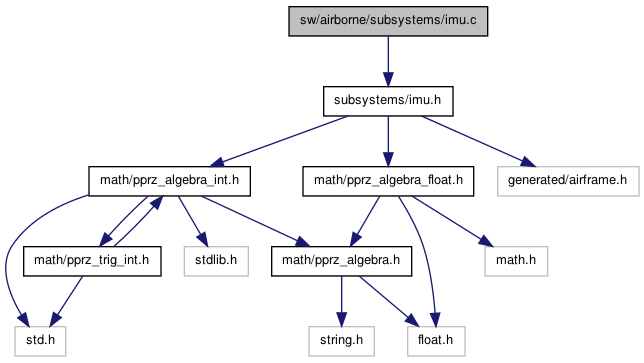 sw/airborne/subsystems/imu.c
subsystems/imu.h
math/pprz_algebra_int.h
math/pprz_algebra_float.h
generated/airframe.h
math/pprz_trig_int.h
stdlib.h
math/pprz_algebra.h
math.h
std.h
string.h
float.h